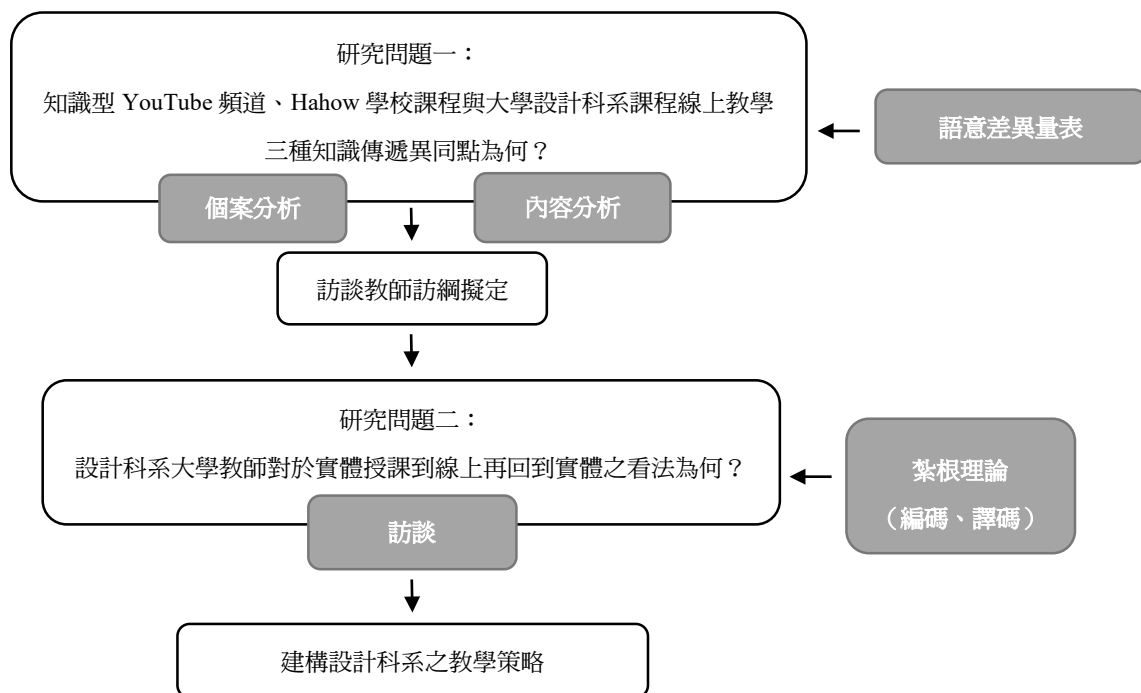 研究問題一：
知識型 YouTube 頻道、Hahow 學校課程與大學設計科系課程線上教學
三種知識傳遞異同點為何？
語意差異量表
個案分析
內容分析
訪談教師訪綱擬定
研究問題二：
設計科系大學教師對於實體授課到線上再回到實體之看法為何？
紮根理論
（編碼、譯碼）
訪談
建構設計科系之教學策略